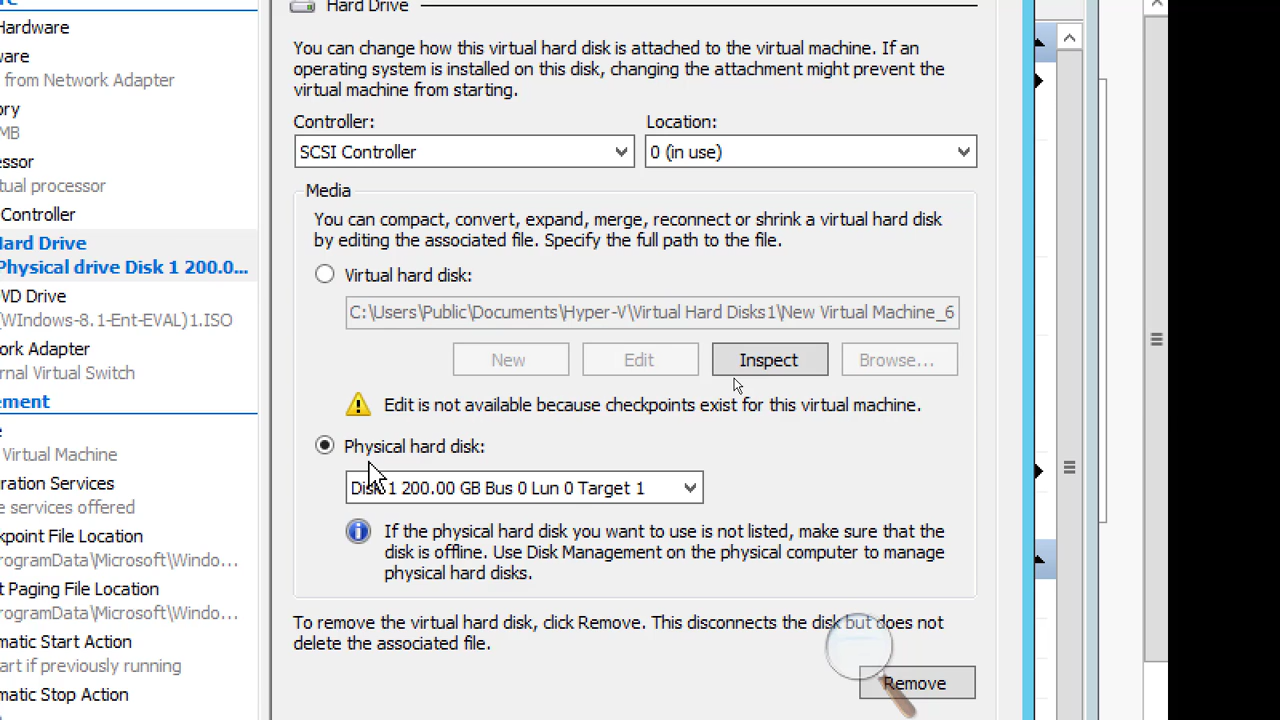 Hardware
from Network Adapter
MB
virtual processor
Controller
Hard Drive
Physical drive Disk 1 200.0...
DVD Drive
(WIndows-8.1-Ent-EVAL)1.ISO
work Adapter
rnal Virtual Switch
ement
Virtual Machine
ration Services
e services offered
kpoint File Location
rogramData\Microsoft\Windo...
t Paging File Location
rogramData\Microsoft\Windo...
matic Start Action
art if previously running
matic Stop Action
Hard Drive
You can change how this virtual hard disk is attached to the virtual machine. If an
operating system is installed on this disk, changing the attachment might prevent the
virtual machine from starting.
Controller:
Location:
SCSI Controller
0 (in use)
Media
You can compact, convert, expand, merge, reconnect or shrink a virtual hard disk
by editing the associated file. Specify the full path to the file.
Virtual hard disk:
C:\Users\Public\Documents\Hyper-V\Virtual Hard Disks1\New Virtual Machine_6
New
Edit
Inspect
Browse...
Edit is not available because checkpoints exist for this virtual machine.
Physical hard disk:
Disk 1 200.00 GB Bus 0 Lun 0 Target 1
If the physical hard disk you want to use is not listed, make sure that the
disk is offline. Use Disk Management on the physical computer to manage
physical hard disks.
To remove the virtual hard disk, click Remove. This disconnects the disk but does not
delete the associated file.
Remove